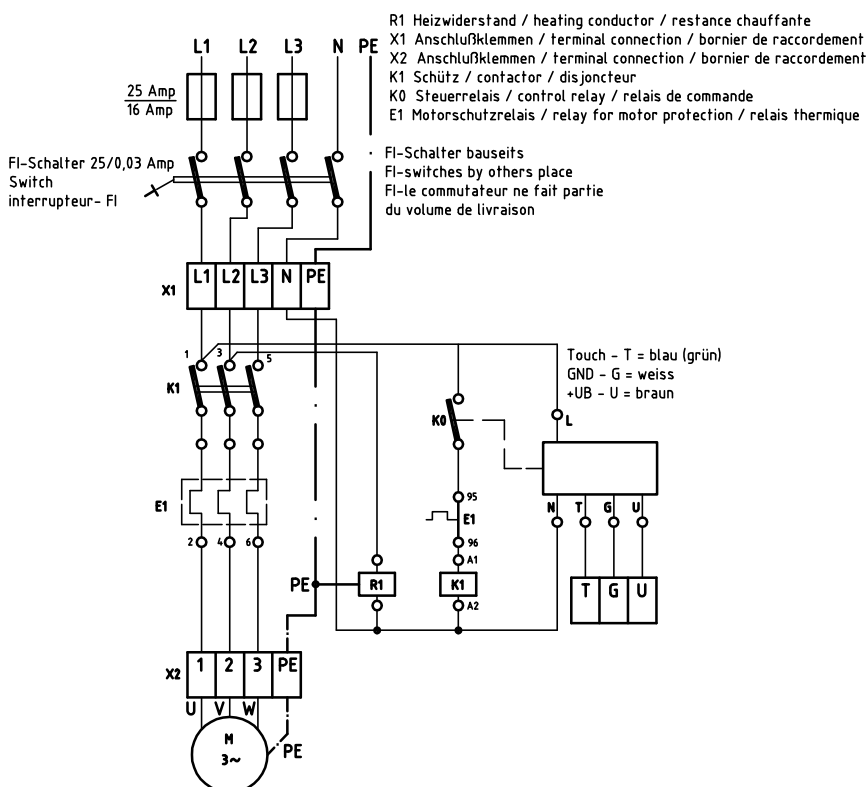 R1 Heizwiderstand / heating conductor / restance chauffante
X1 Anschlußklemmen / terminal connection / bornier de raccordement
X2 Anschlußklemmen / terminal connection / bornier de raccordement
K1 Schütz / contactor / disjoncteur
K0 Steuerrelais / control relay / relais de commande
E1 Motorschutzrelais / relay for motor protection / relais thermique
L1 L2 L3 N PE
25 Amp
16 Amp
FI-Schalter 25/0,03 Amp
Switch
interrupteur- FI
FI-Schalter bauseits
FI-switches by others place
FI-le commutateur ne fait partie
du volume de livraison
X1 L1 L2 L3 N PE
1 3 5
K1
Touch - T = blau (grün)
GND - G = weiss
+UB - U = braun
K0
L
E1
95
E1
96
N T G U
2 4 6
A1
PE R1 K1
A2
T G U
X2 1 2 3 PE
U V W
M
3~
PE